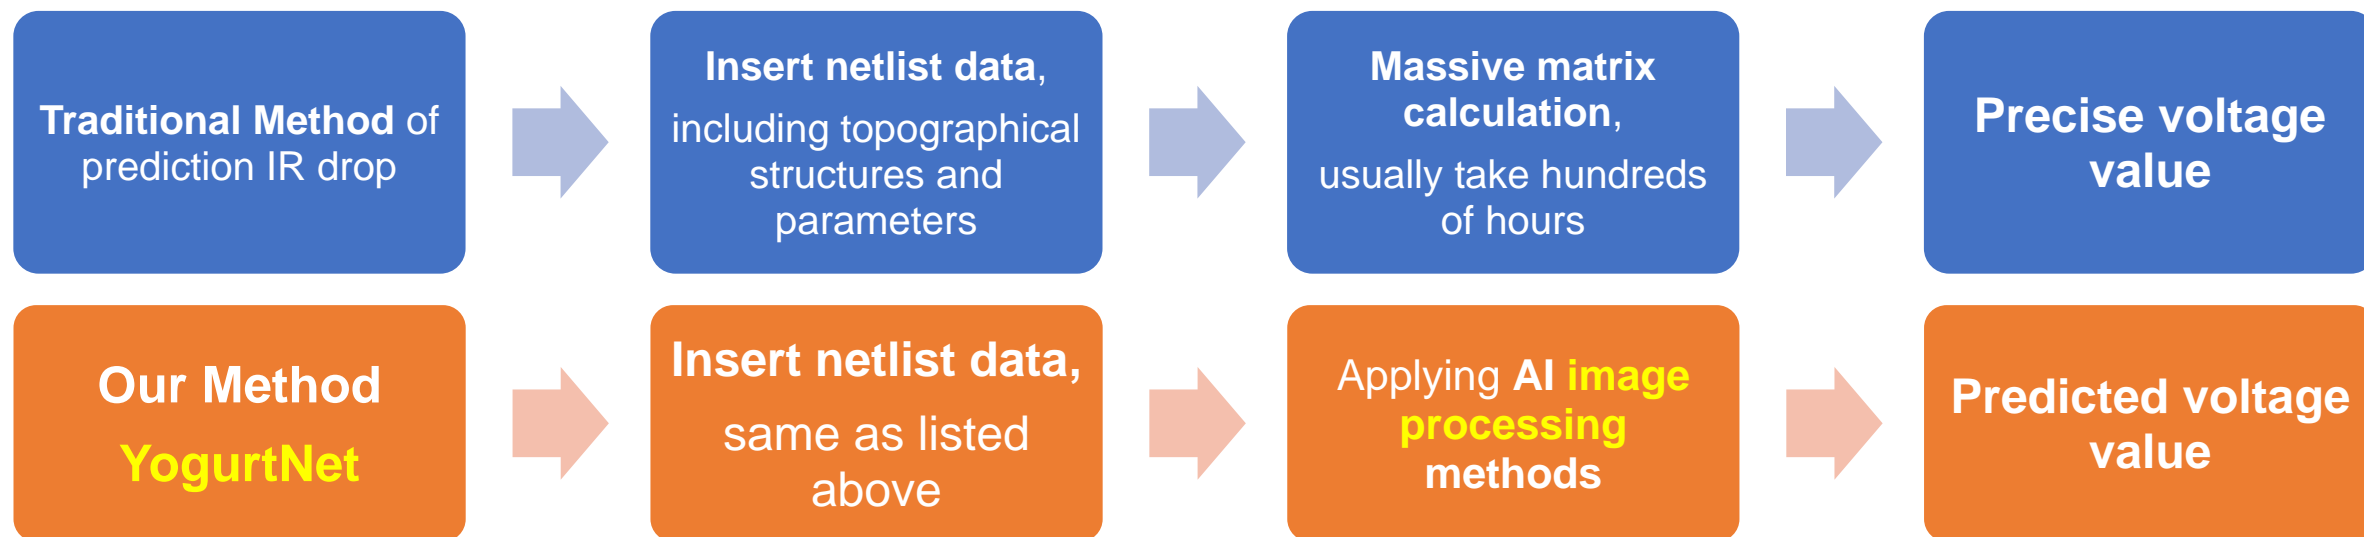 Traditional Method of
prediction IR drop
Insert netlist data,
including topographical
structures and
parameters
Massive matrix
calculation,
usually take hundreds
of hours
Precise voltage
value
Our Method
YogurtNet
Insert netlist data,
same as listed
above
Applying AI image
processing
methods
Predicted voltage
value